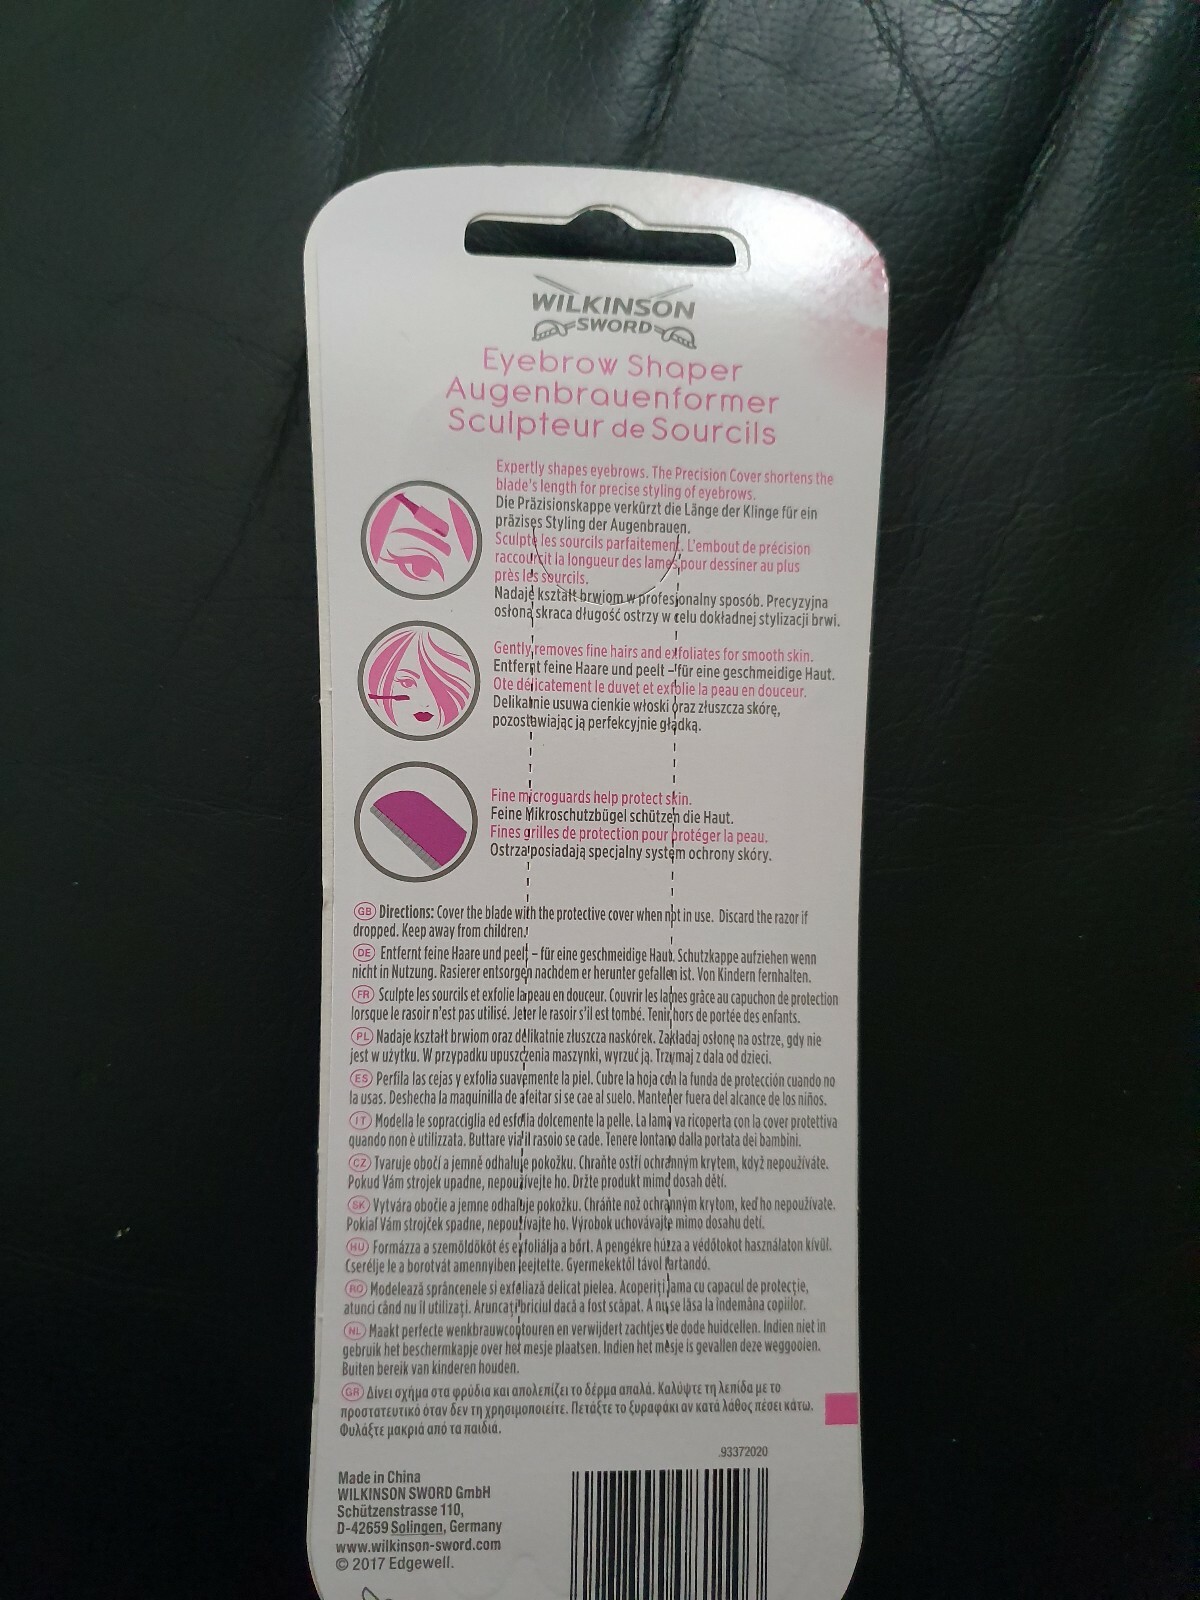 WILKINSON
SWORD
Eyebrow Shaper
Augenbrauenformer
Sculpteur de Sourcils
Expertly shapes eyebrows. The Precision Cover shortens the
blade's length for precise styling of eyebrows.
Die Präzisionskappe verkürzt die Länge der Klinge für ein
präzises Styling der Augenbrauen.
Sculpte les sourcils parfaitement. L'embout de précision
raccourcit la longueur des lames pour dessiner au plus
près les sourcils.
Nadaje kształt brwiom w profesjonalny sposób. Precyzyjna
osłona skraca długość ostrzy w celu dokładnej stylizacji brwi.
Gently removes fine hairs and exfoliates for smooth skin.
Entfernt feine Haare und peelt – für eine geschmeidige Haut.
Ote délicatement le duvet et exfolie la peau en douceur.
Delikatnie usuwa cienkie włoski oraz złuszcza skórę,
pozostawiając ją perfekcyjnie gładką.
Fine microguards help protect skin.
Feine Mikroschutzbügel schützen die Haut.
Fines grilles de protection pour protéger la peau.
Ostrza posiadają specjalny system ochrony skóry.
GB Directions: Cover the blade with the protective cover when not in use. Discard the razor if
dropped. Keep away from children.
DE Entfernt feine Haare und peelt – für eine geschmeidige Haut. Schutzkappe aufziehen wenn
nicht in Nutzung. Rasierer entsorgen nachdem er herunter gefallen ist. Von Kindern fernhalten.
FR Sculpte les sourcils et exfolie la peau en douceur. Couvrir les lames grâce au capuchon de protection
lorsque le rasoir n'est pas utilisé. Jeter le rasoir s'il est tombé. Tenir hors de portée des enfants.
PL Nadaje kształt brwiom oraz delikatnie złuszcza naskórek. Zakładaj osłonę na ostrze, gdy nie
jest w użytku. W przypadku upuszczenia maszynki, wyrzuć ją. Trzymaj z dala od dzieci.
ES Perfila las cejas y exfolia suavemente la piel. Cubre la hoja con la funda de protección cuando no
la usas. Deshecha la maquinilla de afeitar si se cae al suelo. Mantener fuera del alcance de los niños.
IT Modella le sopracciglia ed esfolia dolcemente la pelle. La lama va ricoperta con la cover protettiva
quando non è utilizzata. Buttare via il rasoio se cade. Tenere lontano dalla portata dei bambini.
CZ Tvaruje obočí a jemně odhaluje pokožku. Chraňte ostří ochranným krytem, když nepoužíváte.
Pokud Vám strojek upadne, nepoužívejte ho. Držte produkt mimo dosah dětí.
SK Vytvára obočie a jemne odhaľuje pokožku. Chráňte nož ochranným krytom, keď ho nepoužívate.
Pokiaľ Vám strojček spadne, nepoužívajte ho. Výrobok uchovávajte mimo dosahu detí.
HU Formázza a szemöldököt és exfoliálja a bőrt. A pengékre húzza a védőtokot használaton kívül.
Cserélje le a borotvát amennyiben leejtette. Gyermekektől távol tartandó.
RO Modelează sprâncenele si exfoliază delicat pielea. Acoperiți lama cu capacul de protecție,
atunci când nu îl utilizați. Aruncați briciul dacă a fost scăpat. A nu se lăsa la îndemâna copiilor.
NL Maakt perfecte wenkbrauwcontouren en verwijdert zachtjes de dode huidcellen. Indien niet in
gebruik het beschermkapje over het mesje plaatsen. Indien het mesje is gevallen deze weggooien.
Buiten bereik van kinderen houden.
GR Δίνει σχήμα στα φρύδια και απολεπίζει το δέρμα απαλά. Καλύψτε τη λεπίδα με το
προστατευτικό όταν δεν τη χρησιμοποιείτε. Πετάξτε το ξυραφάκι αν κατά λάθος πέσει κάτω.
Φυλάξτε μακριά από τα παιδιά.
93372020
Made in China
WILKINSON SWORD GmbH
Schützenstrasse 110,
D-42659 Solingen, Germany
www.wilkinson-sword.com
© 2017 Edgewell.